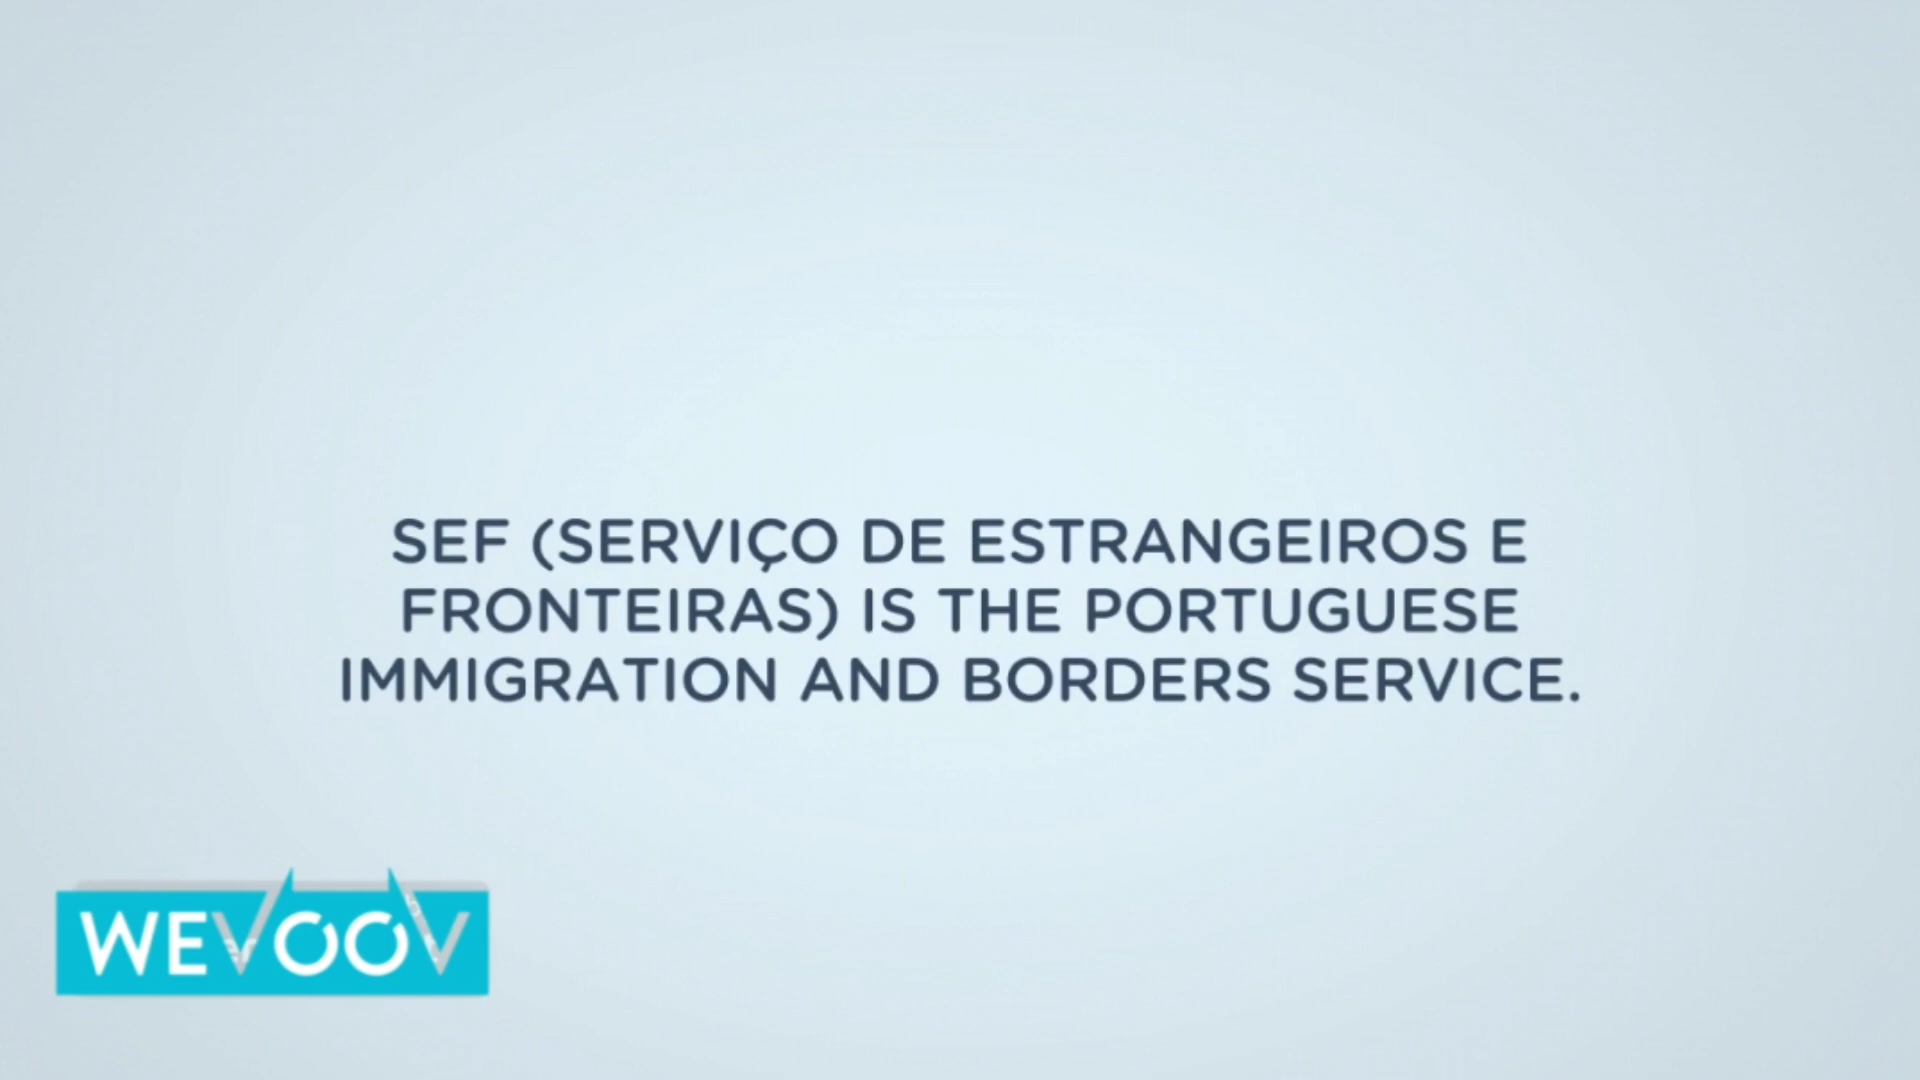 SEF (SERVIÇO DE ESTRANGEIROS E
FRONTEIRAS) IS THE PORTUGUESE
IMMIGRATION AND BORDERS SERVICE.
WEVOOV